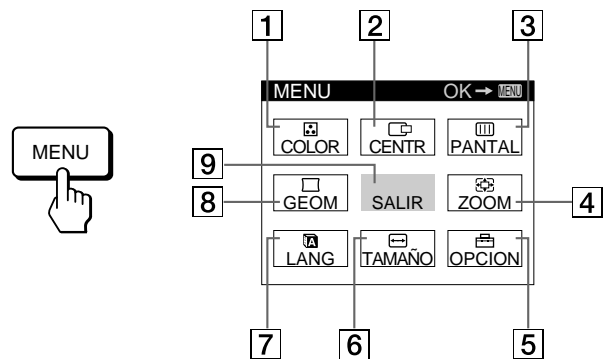 1 2 3
MENU OK→MENU
COLOR CENTR PANTAL
MENU
9
8 GEOM SALIR ZOOM 4
LANG TAMAÑO OPCION
7 6 5